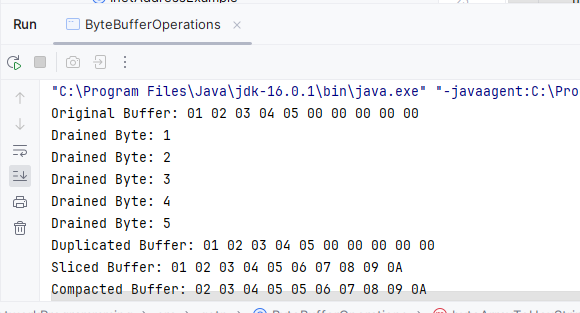 Run
ByteBufferOperations
"C:\Program Files\Java\jdk-16.0.1\bin\java.exe" "-javaagent:C:\Pro
Original Buffer: 01 02 03 04 05 00 00 00 00 00
Drained Byte: 1
Drained Byte: 2
Drained Byte: 3
Drained Byte: 4
Drained Byte: 5
Duplicated Buffer: 01 02 03 04 05 00 00 00 00 00
Sliced Buffer: 01 02 03 04 05 06 07 08 09 0A
Compacted Buffer: 02 03 04 05 05 06 07 08 09 0A